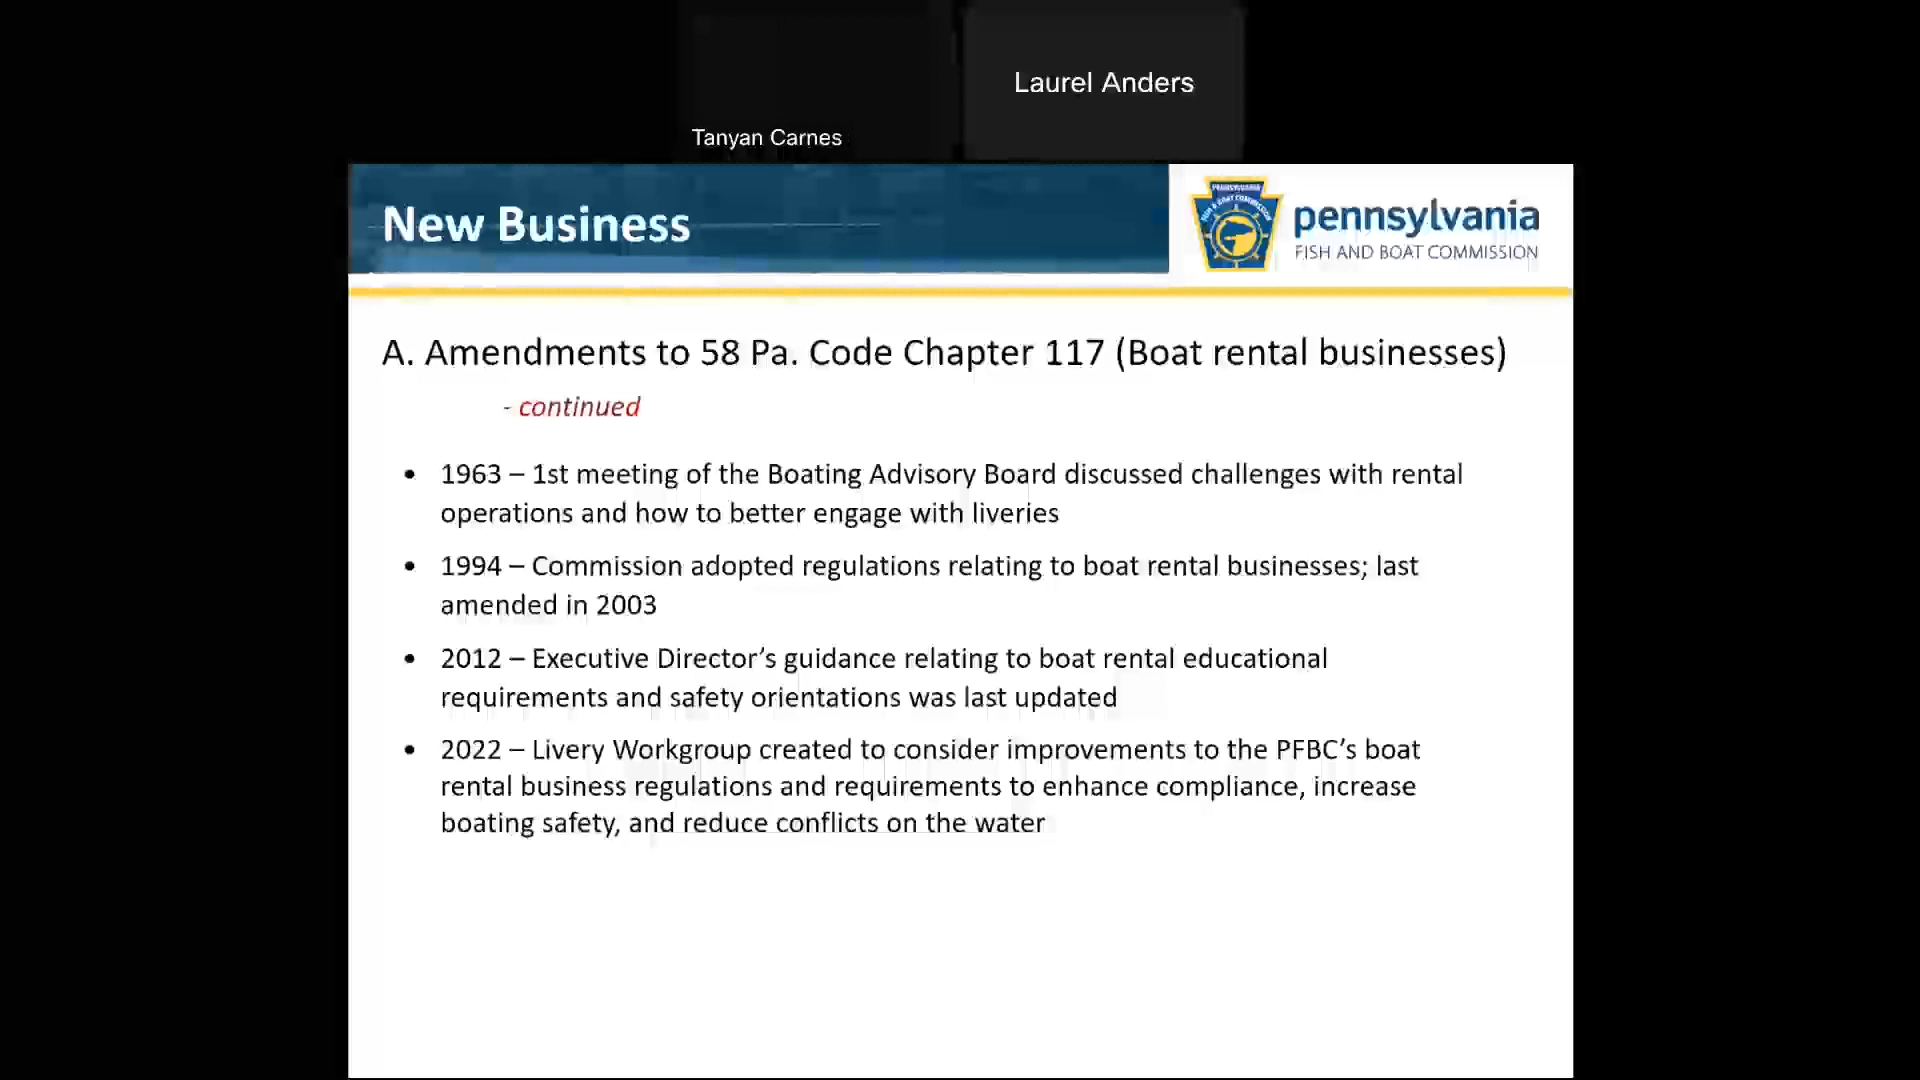 Laurel Anders
Tanyan Carnes
New Business
PENNSYLVANIA
FISH & BOAT COMMISSION
pennsylvania
FISH AND BOAT COMMISSION
A. Amendments to 58 Pa. Code Chapter 117 (Boat rental businesses)
- continued
• 1963 – 1st meeting of the Boating Advisory Board discussed challenges with rental
operations and how to better engage with liveries
• 1994 – Commission adopted regulations relating to boat rental businesses; last
amended in 2003
• 2012 – Executive Director’s guidance relating to boat rental educational
requirements and safety orientations was last updated
• 2022 – Livery Workgroup created to consider improvements to the PFBC’s boat
rental business regulations and requirements to enhance compliance, increase
boating safety, and reduce conflicts on the water